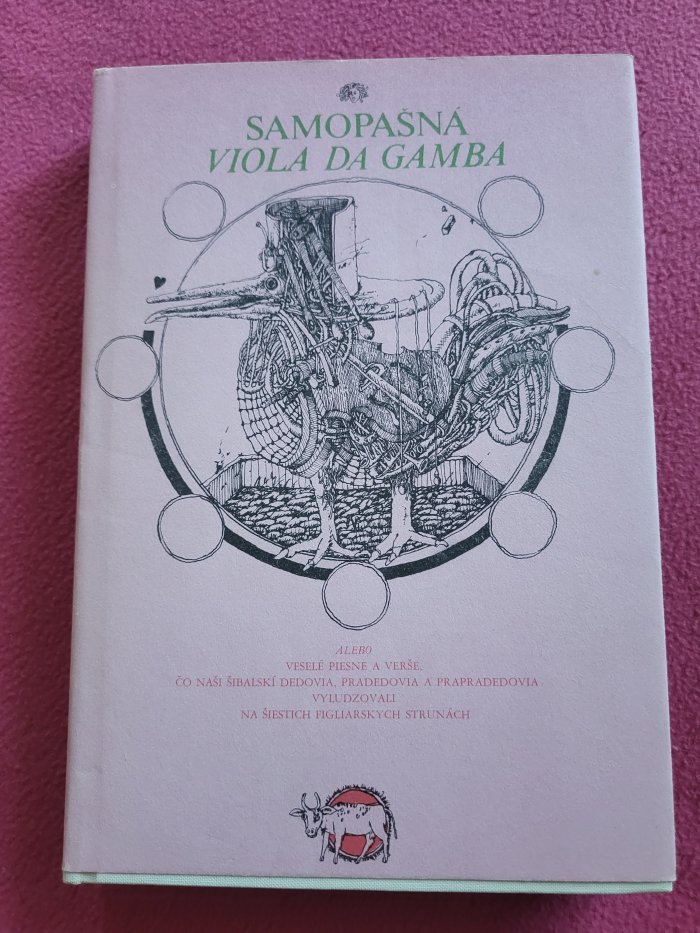 SAMOPAŠNÁ
VIOLA DA GAMBA
ALEBO
VESELÉ PIESNE A VERŠE,
ČO NAŠI ŠIBALSKÍ DEDOVIA, PRADEDOVIA A PRAPRADEDOVIA
VYLUDZOVALI
NA ŠIESTICH FIGLIARSKYCH STRUNÁCH